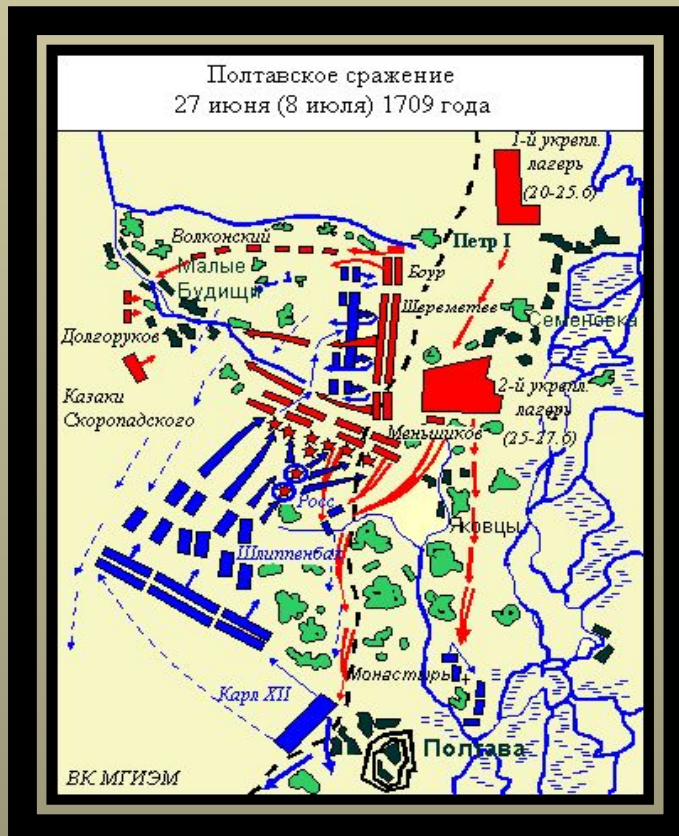 Полтавское сражение
27 июня (8 июля) 1709 года
1-й укрепл.
лагерь
(20-25.6)
Волконский
Петр I
Малые
Будищи
Боур
Шереметев
Семеновка
Долгоруков
2-й укрепл.
лагерь
(25-27.6)
Казаки
Скоропадского
Меньшиков
Росс
Яковцы
Шлиппенбах
Монастырь
Карл XII
Полтава
ВК МГИЭМ